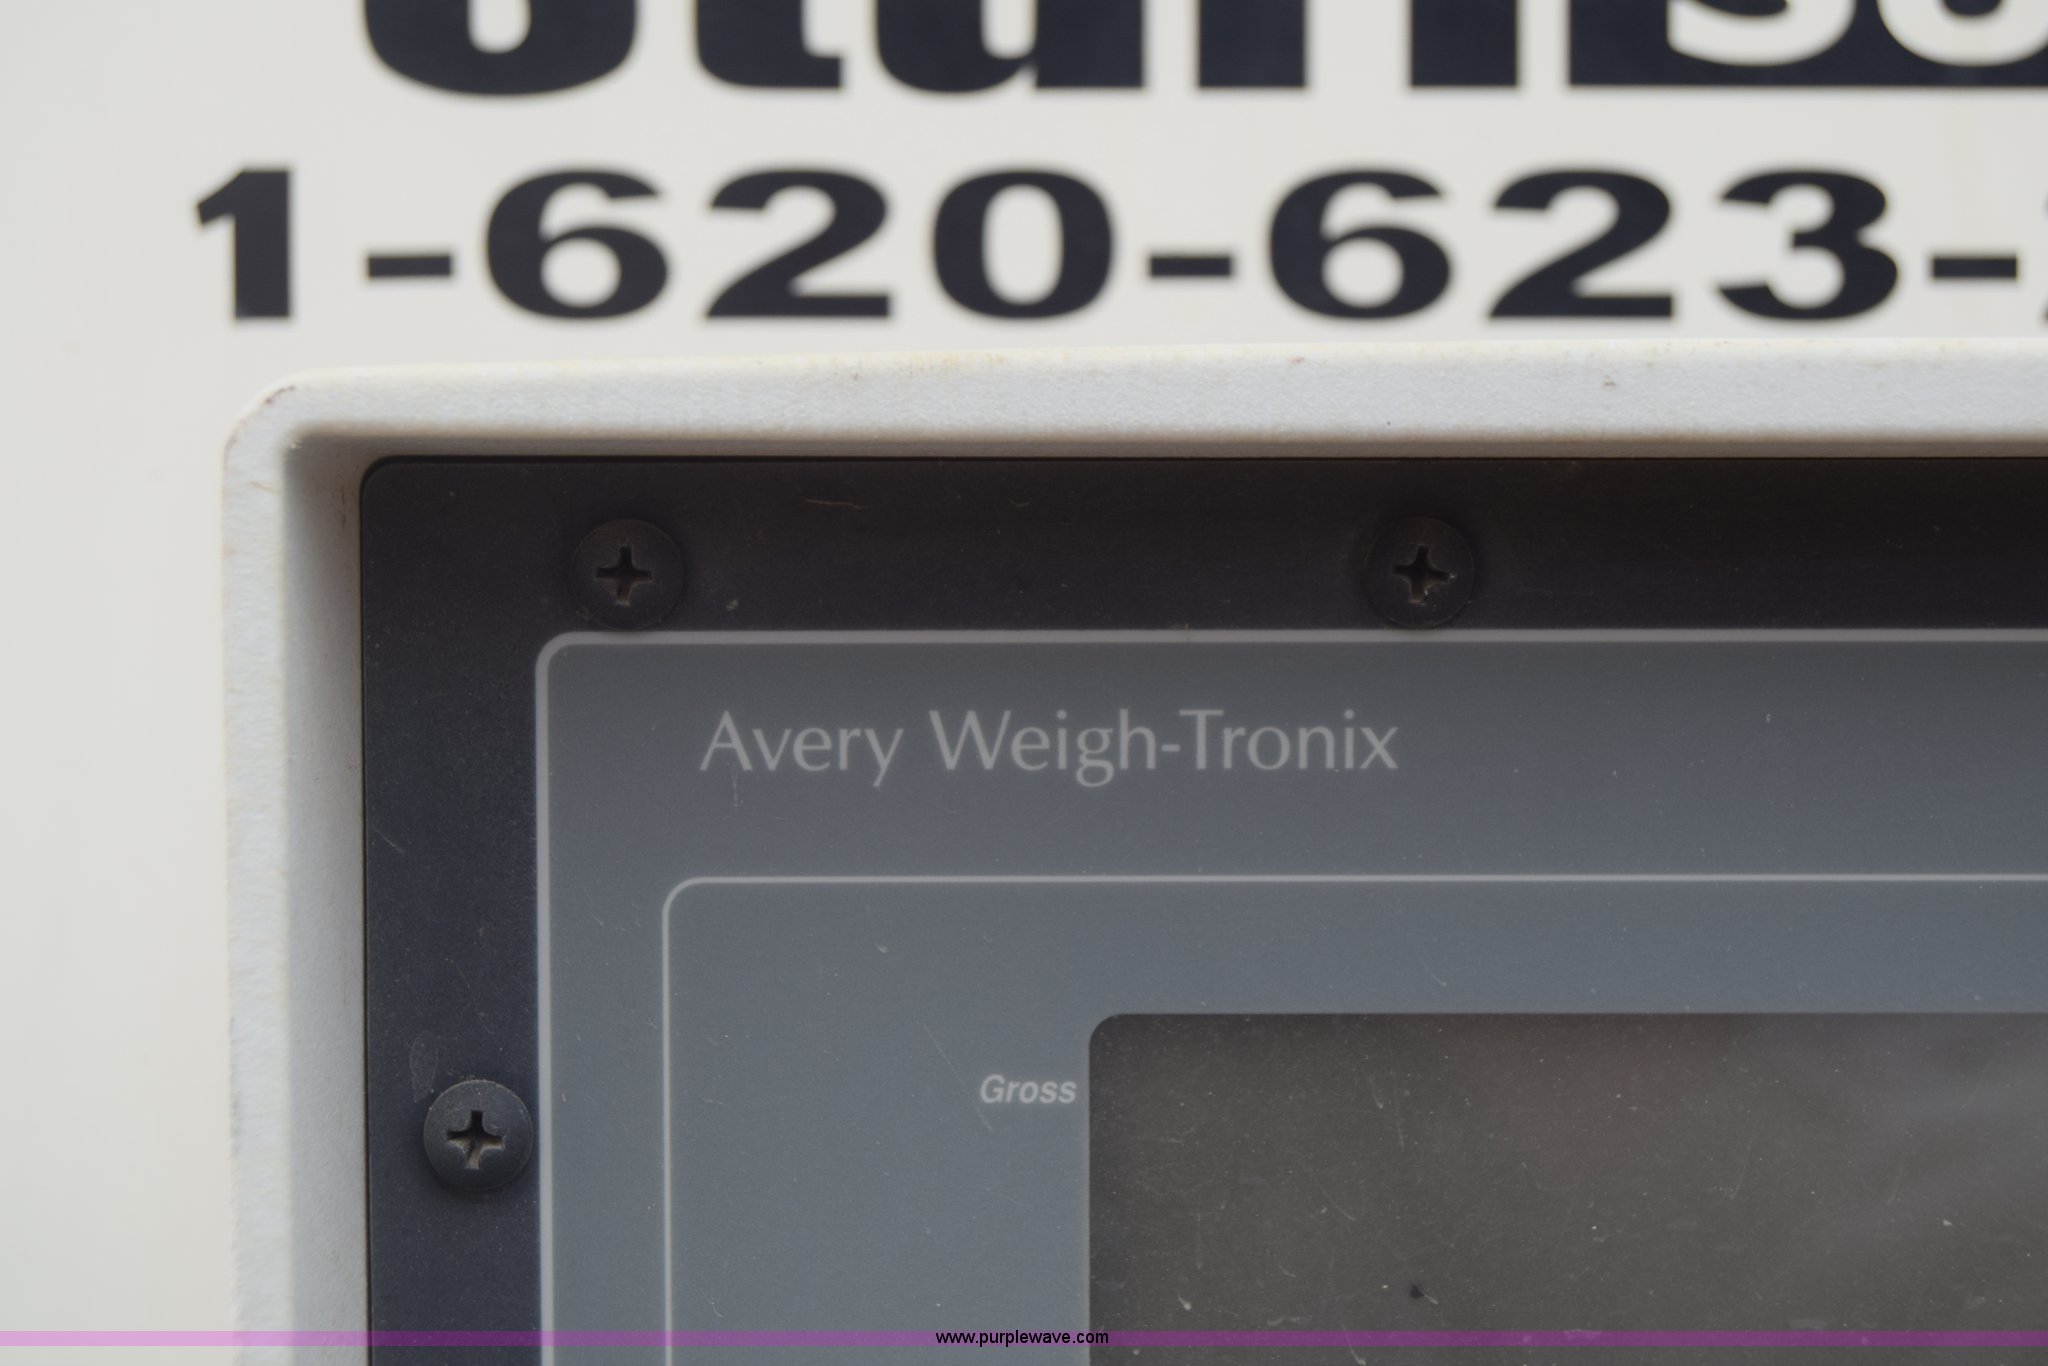 1-620-623-
Avery Weigh-Tronix
Gross
www.purplewave.com